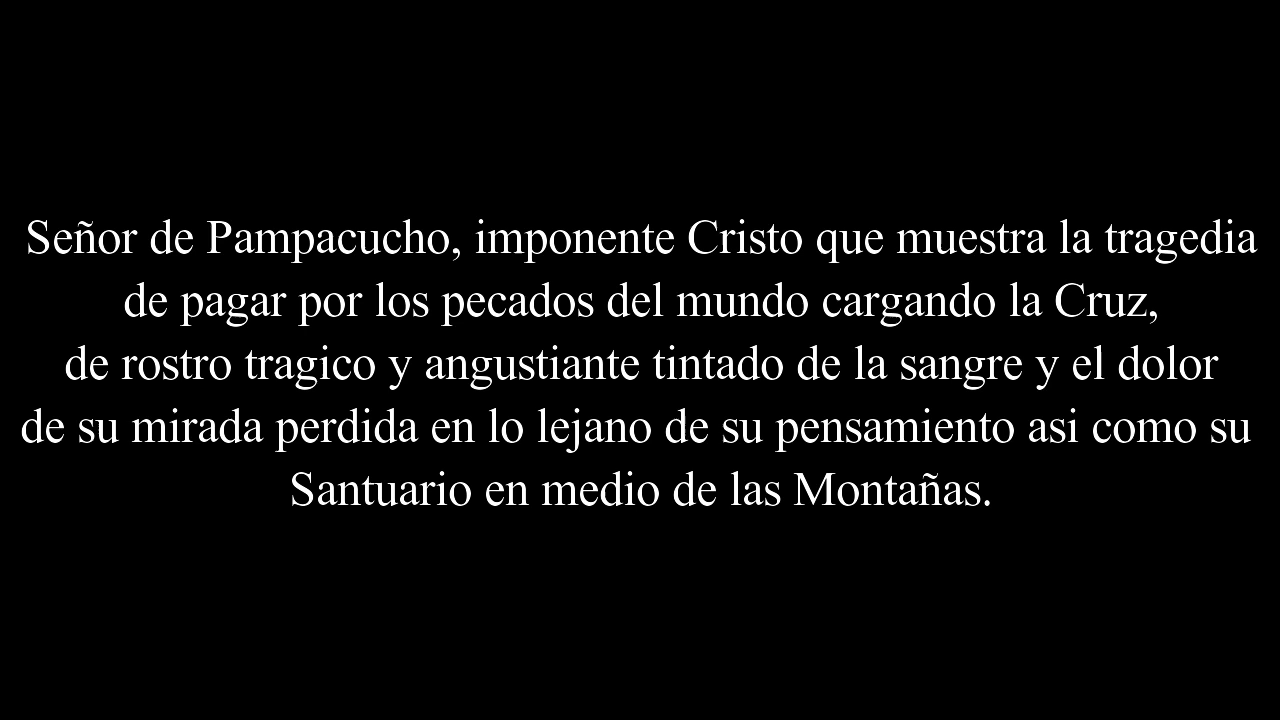 Señor de Pampacucho, imponente Cristo que muestra la tragedia
de pagar por los pecados del mundo cargando la Cruz,
de rostro tragico y angustiante tintado de la sangre y el dolor
de su mirada perdida en lo lejano de su pensamiento asi como su
Santuario en medio de las Montañas.